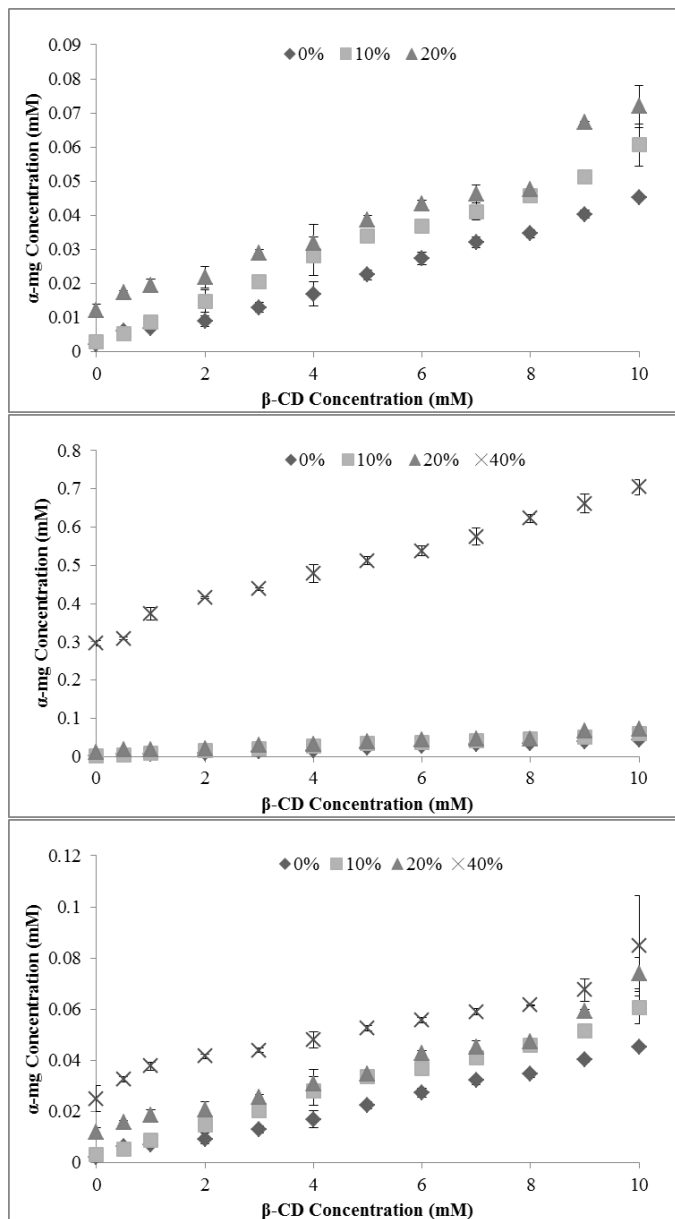 0% 10% 20%
0.09
0.08
0.07
0.06
0.05
0.04
0.03
0.02
0.01
0
α-mg Concentration (mM)
0 2 4 6 8 10
β-CD Concentration (mM)
0% 10% 20% 40%
0.8
0.7
0.6
0.5
0.4
0.3
0.2
0.1
0
α-mg Concentration (mM)
0 2 4 6 8 10
β-CD Concentration (mM)
0% 10% 20% 40%
0.12
0.1
0.08
0.06
0.04
0.02
0
α-mg Concentration (mM)
0 2 4 6 8 10
β-CD Concentration (mM)